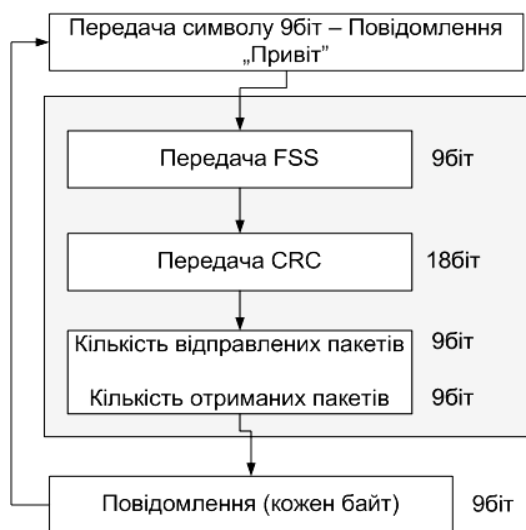 Передача символу 9біт – Повідомлення
„Привіт”
Передача FSS
9біт
Передача CRC
18біт
Кількість відправлених пакетів
9біт
Кількість отриманих пакетів
9біт
Повідомлення (кожен байт)
9біт